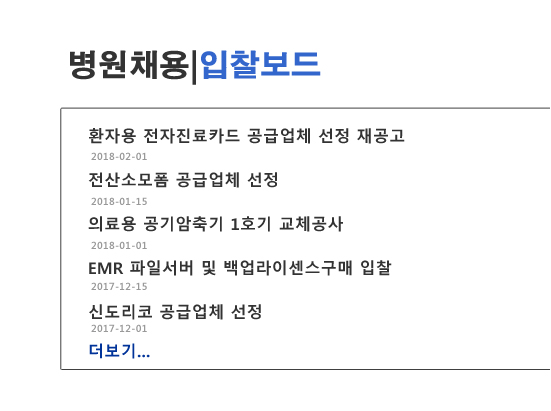 병원채용|입찰보드
환자용 전자진료카드 공급업체 선정 재공고
2018-02-01
전산소모품 공급업체 선정
2018-01-15
의료용 공기압축기 1호기 교체공사
2018-01-01
EMR 파일서버 및 백업라이센스구매 입찰
2017-12-15
신도리코 공급업체 선정
2017-12-01
더보기...